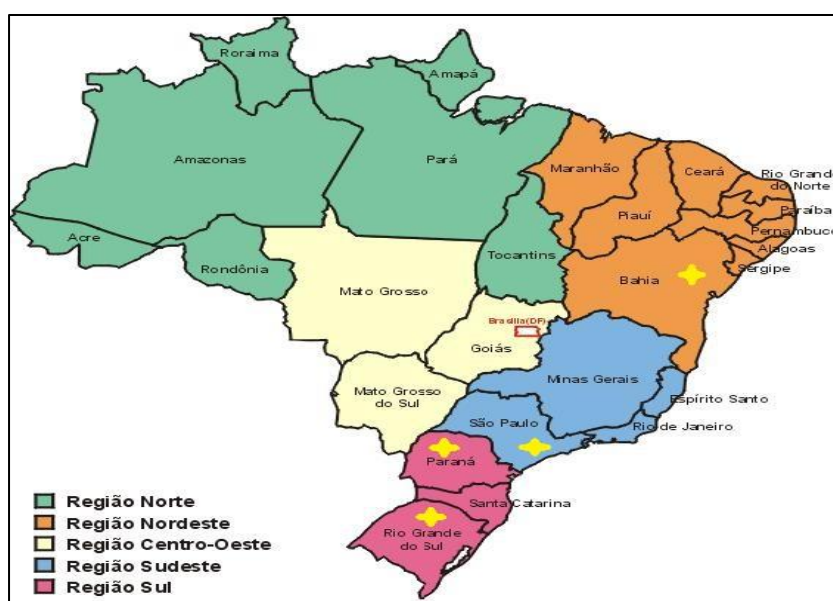 Roraima
Amapá
Amazonas
Pará
Maranhão
Ceará
Rio Grande
do Norte
Paraíba
Piauí
Pernambuco
Alagoas
Sergipe
Acre
Rondônia
Tocantins
Bahia
Mato Grosso
Brasília(DF)
Goiás
Minas Gerais
Mato Grosso
do Sul
Espírito Santo
São Paulo
Rio de Janeiro
Paraná
Santa Catarina
Rio Grande
do Sul
Região Norte
Região Nordeste
Região Centro-Oeste
Região Sudeste
Região Sul